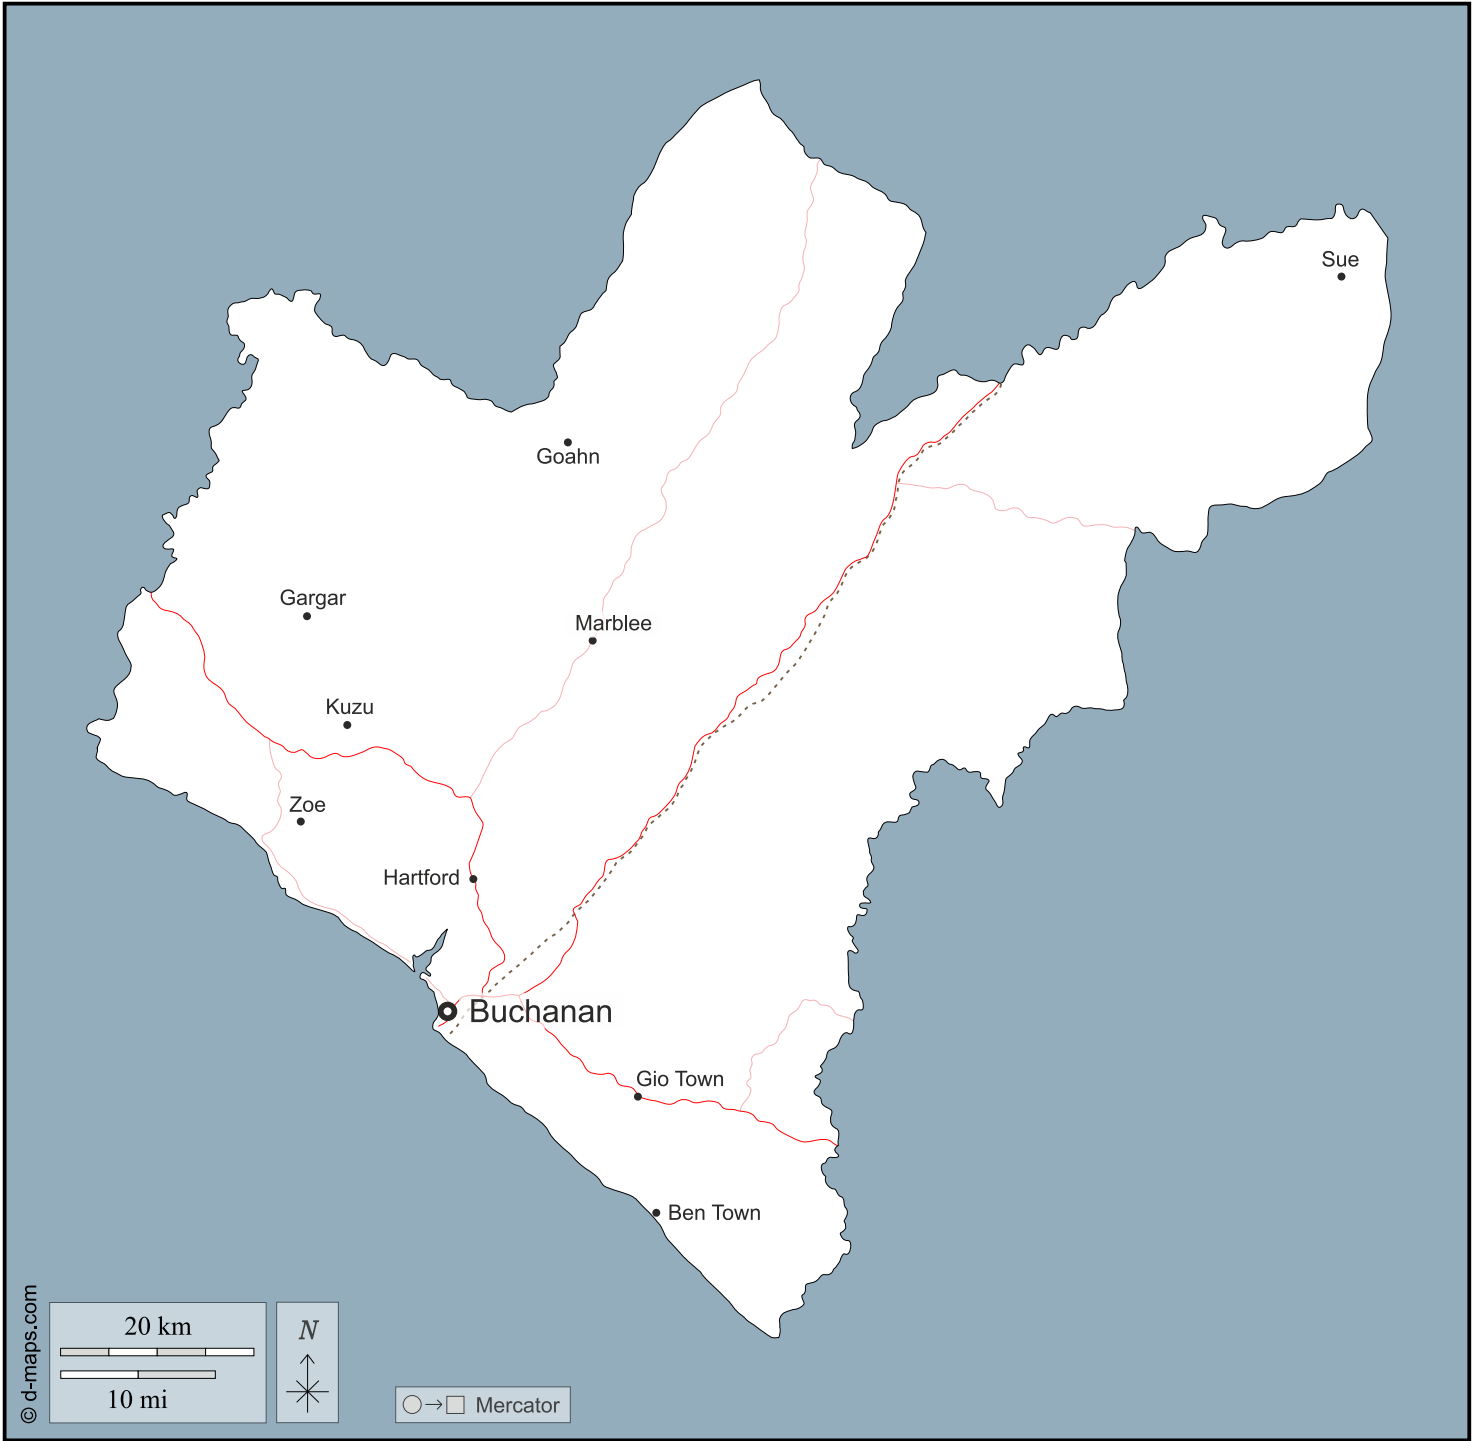 Sue
Goahn
Gargar
Marblee
Kuzu
Zoe
Hartford
Buchanan
Gio Town
Ben Town
© d-maps.com
20 km
10 mi
N
Mercator